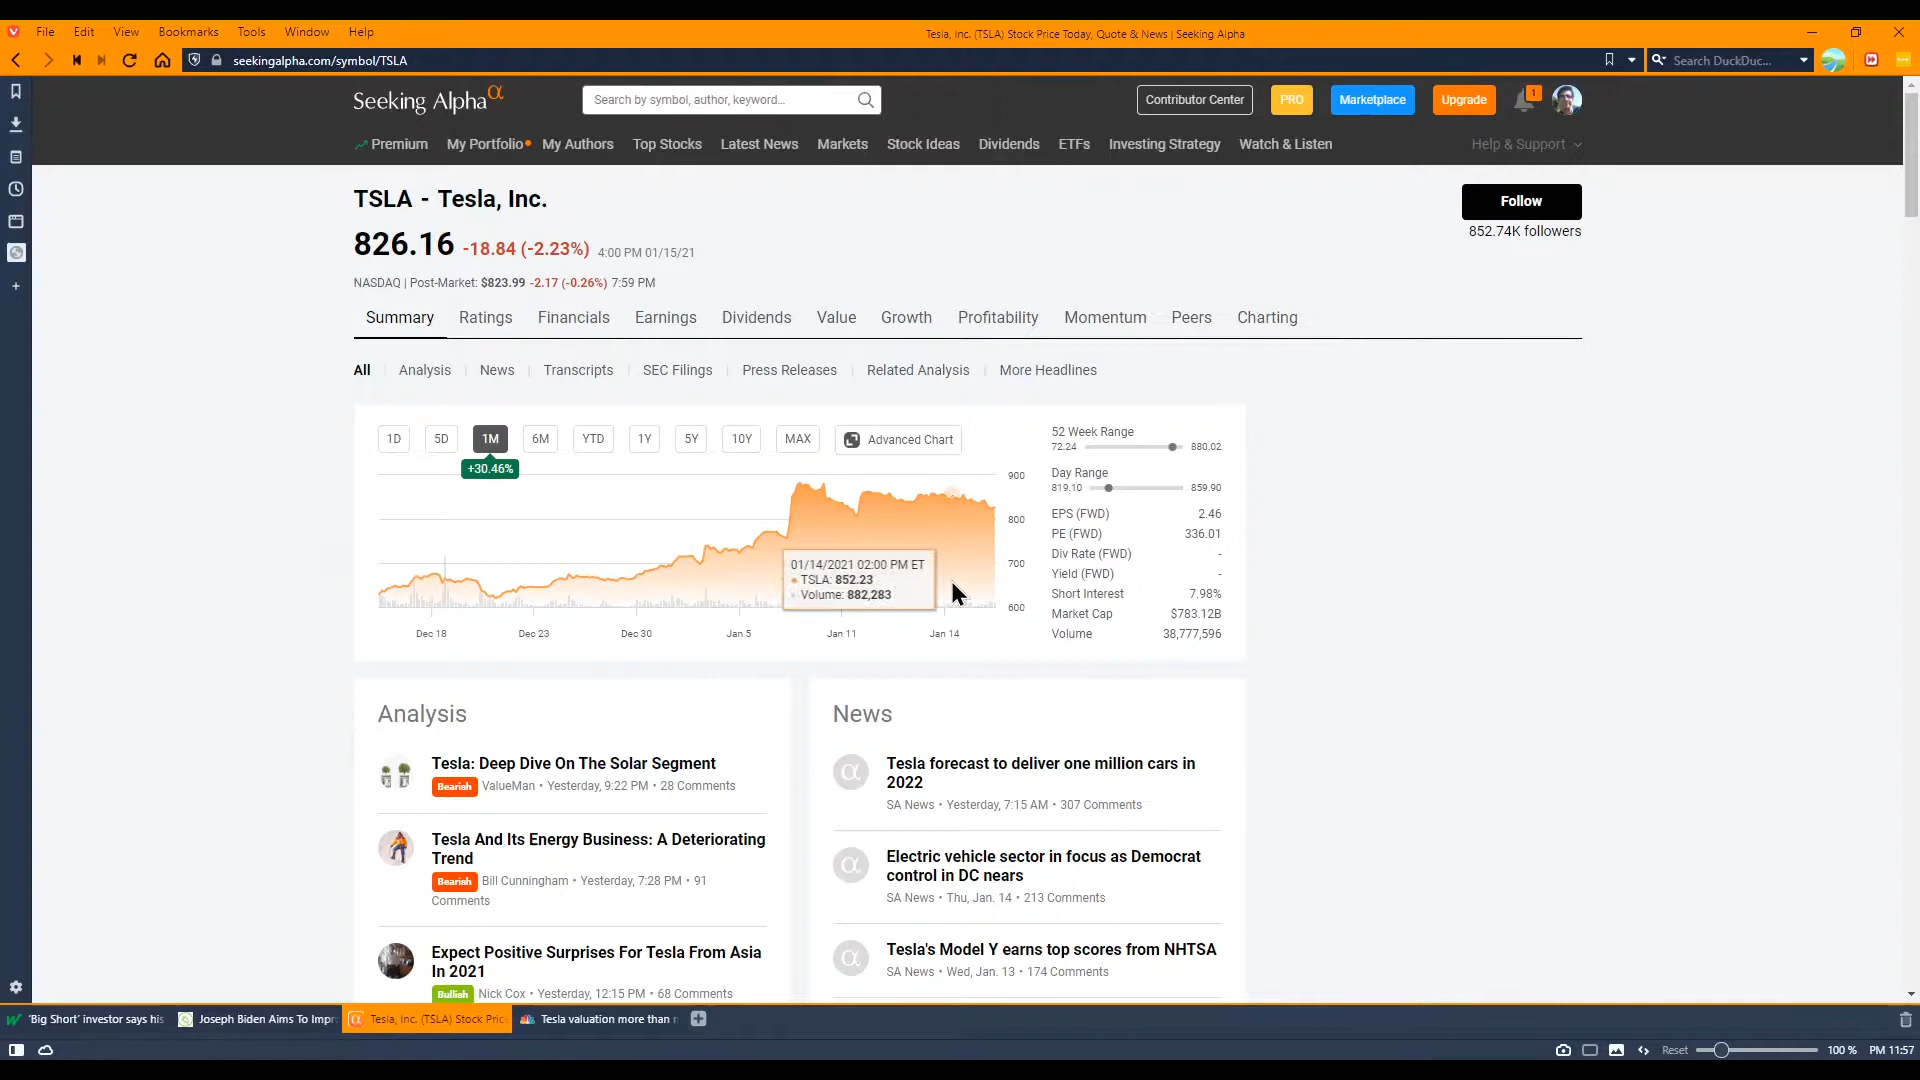 File Edit View Bookmarks Tools Window Help
Tesla, Inc. (TSLA) Stock Price Today, Quote & News | Seeking Alpha
seekingalpha.com/symbol/TSLA
Search DuckDuc...
Seeking Alpha α
Search by symbol, author, keyword...
Contributor Center
PRO
Marketplace
Upgrade
1
Premium My Portfolio My Authors Top Stocks Latest News Markets Stock Ideas Dividends ETFs Investing Strategy Watch & Listen Help & Support
TSLA - Tesla, Inc.
Follow
852.74K followers
826.16 -18.84 (-2.23%) 4:00 PM 01/15/21
NASDAQ | Post-Market: $823.99 -2.17 (-0.26%) 7:59 PM
Summary Ratings Financials Earnings Dividends Value Growth Profitability Momentum Peers Charting
All Analysis News Transcripts SEC Filings Press Releases Related Analysis More Headlines
1D 5D 1M 6M YTD 1Y 5Y 10Y MAX Advanced Chart
+30.46%
900
800
700
600
01/14/2021 02:00 PM ET
TSLA: 852.23
Volume: 882,283
Dec 18 Dec 23 Dec 30 Jan 5 Jan 11 Jan 14
52 Week Range
72.24 880.02
Day Range
819.10 859.90
EPS (FWD) 2.46
PE (FWD) 336.01
Div Rate (FWD) -
Yield (FWD) -
Short Interest 7.98%
Market Cap $783.12B
Volume 38,777,596
Analysis
Tesla: Deep Dive On The Solar Segment
Bearish ValueMan • Yesterday, 9:22 PM • 28 Comments
Tesla And Its Energy Business: A Deteriorating
Trend
Bearish Bill Cunningham • Yesterday, 7:28 PM • 91
Comments
Expect Positive Surprises For Tesla From Asia
In 2021
Bullish Nick Cox • Yesterday, 12:15 PM • 68 Comments
News
Tesla forecast to deliver one million cars in
2022
SA News • Yesterday, 7:15 AM • 307 Comments
Electric vehicle sector in focus as Democrat
control in DC nears
SA News • Thu, Jan. 14 • 213 Comments
Tesla's Model Y earns top scores from NHTSA
SA News • Wed, Jan. 13 • 174 Comments
'Big Short' investor says his
Joseph Biden Aims To Impr
Tesla, Inc. (TSLA) Stock Pric
Tesla valuation more than
Reset 100 % PM 11:57